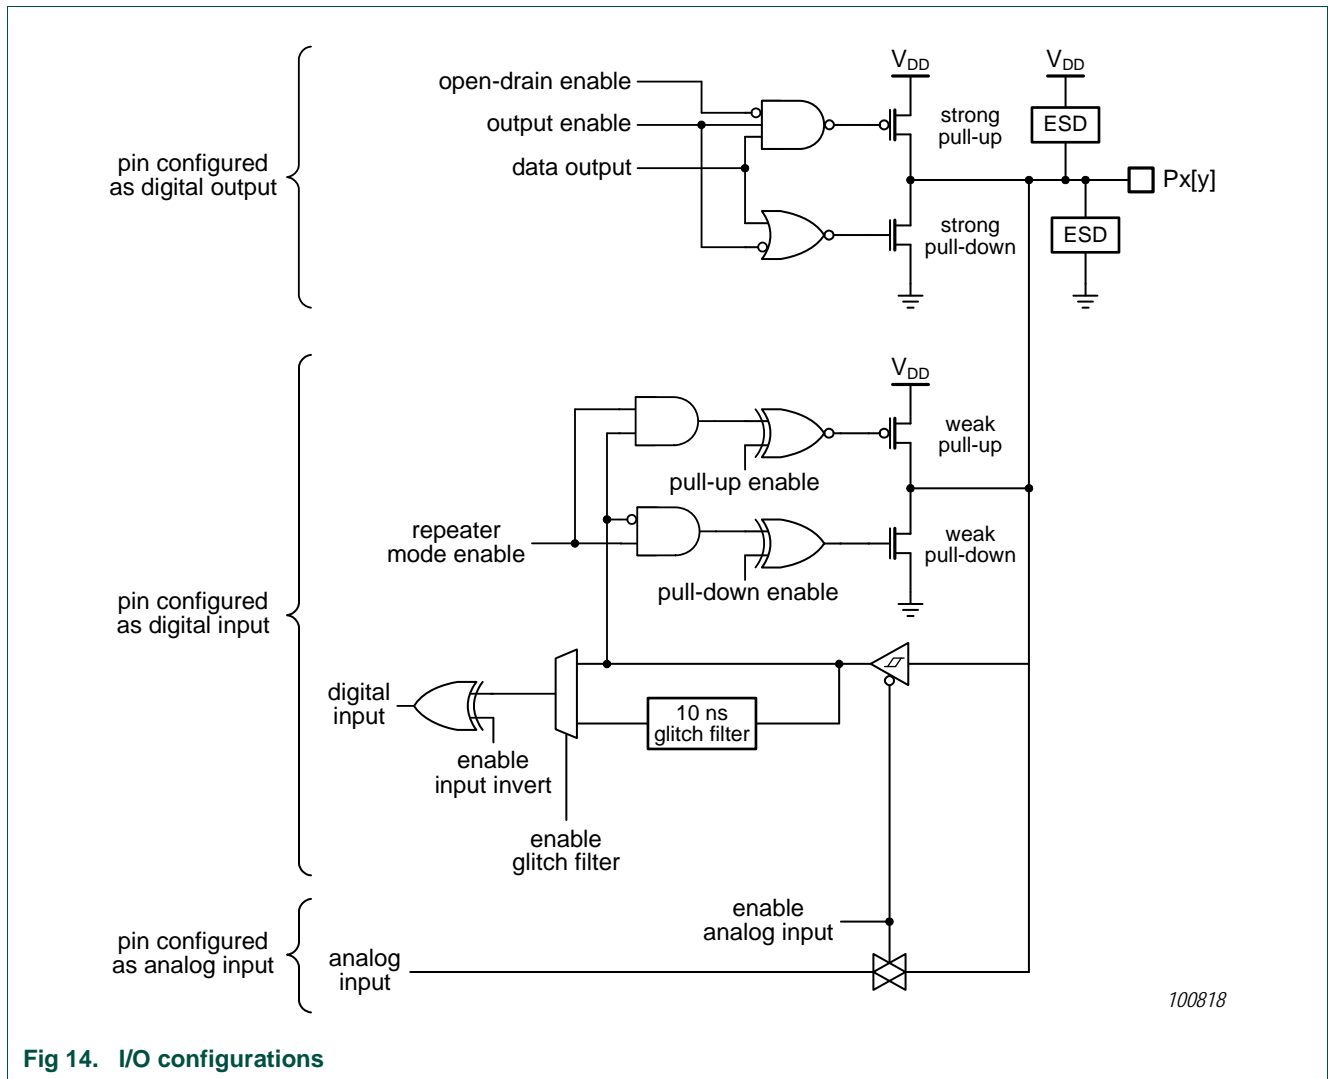 V_DD
V_DD
open-drain enable
output enable
data output
strong
pull-up
ESD
pin configured
as digital output
Px[y]
strong
pull-down
ESD
V_DD
weak
pull-up
pull-up enable
repeater
mode enable
weak
pull-down
pull-down enable
pin configured
as digital input
digital
input
10 ns
glitch filter
enable
input invert
enable
glitch filter
enable
analog input
pin configured
as analog input
analog
input
100818
Fig 14. I/O configurations